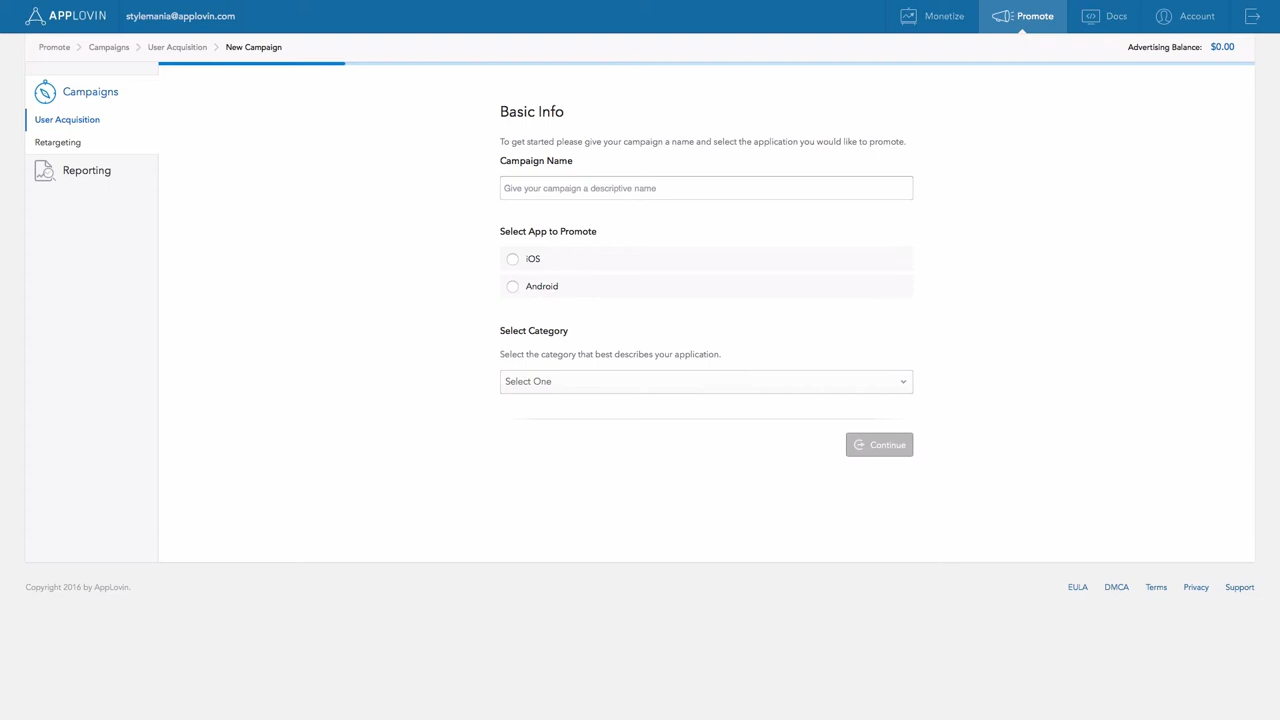 APPLOVIN stylemania@applovin.com Monetize Promote Docs Account
Promote Campaigns User Acquisition New Campaign Advertising Balance: $0.00
Campaigns
User Acquisition
Retargeting
Reporting
Basic Info
To get started please give your campaign a name and select the application you would like to promote.
Campaign Name
Give your campaign a descriptive name
Select App to Promote
iOS
Android
Select Category
Select the category that best describes your application.
Select One
Continue
Copyright 2016 by AppLovin. EULA DMCA Terms Privacy Support